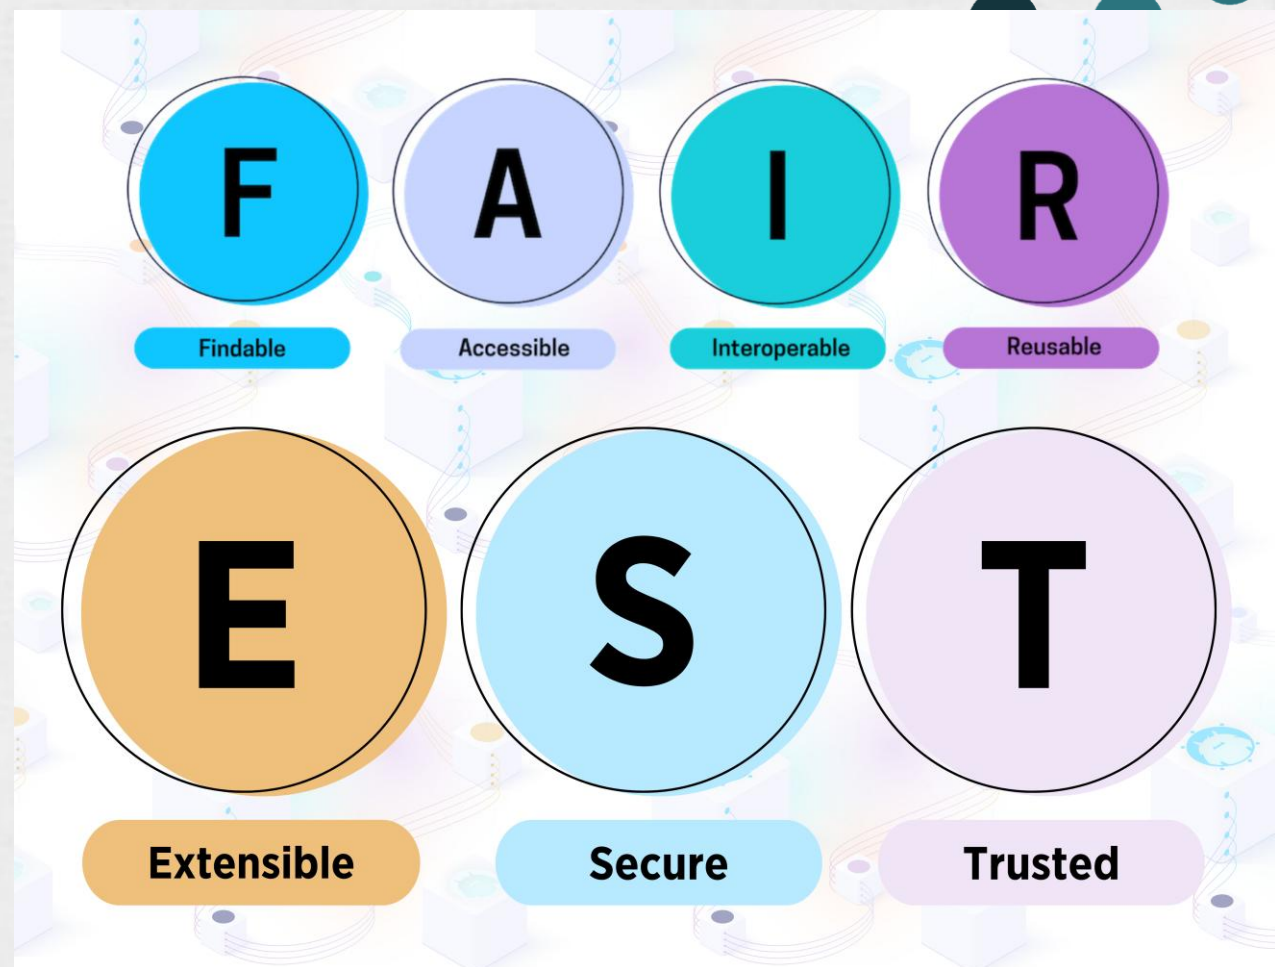 F A I R
Findable Accessible Interoperable Reusable
E S T
Extensible Secure Trusted